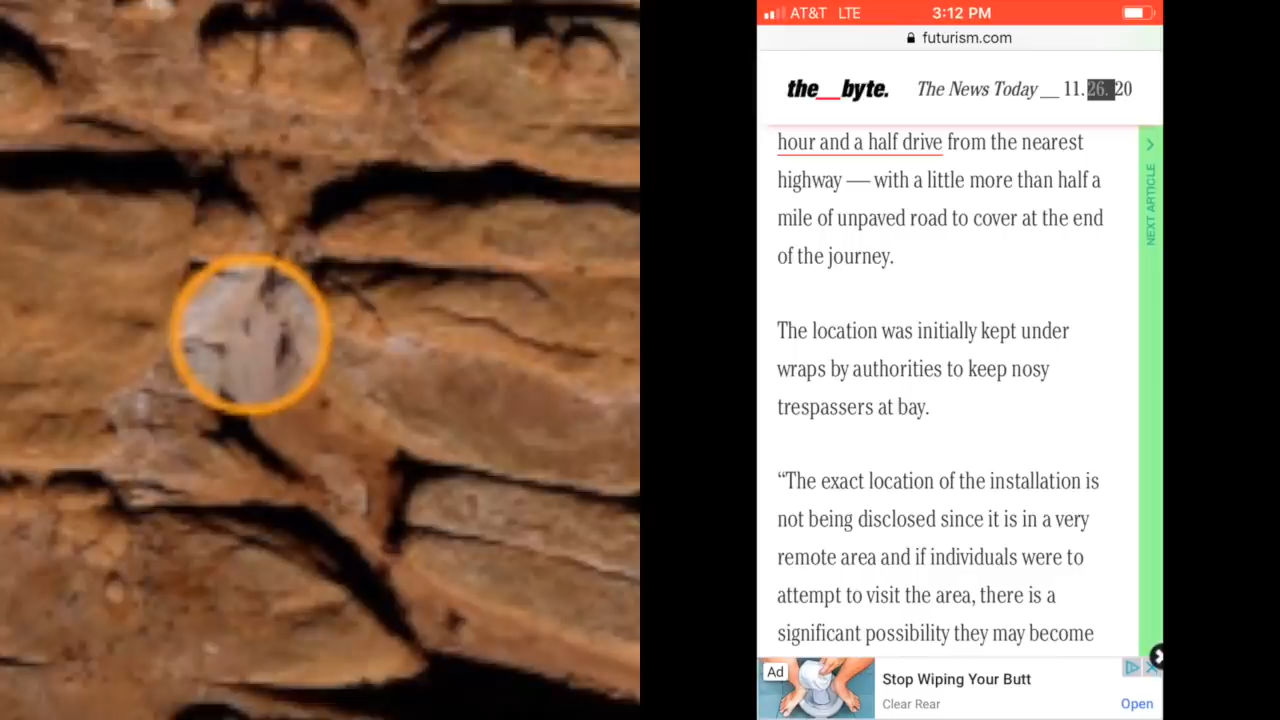 AT&T LTE 3:12 PM
futurism.com
the__byte. The News Today __ 11.26.20
hour and a half drive from the nearest
highway — with a little more than half a
mile of unpaved road to cover at the end
of the journey.
The location was initially kept under
wraps by authorities to keep nosy
trespassers at bay.
“The exact location of the installation is
not being disclosed since it is in a very
remote area and if individuals were to
attempt to visit the area, there is a
significant possibility they may become
NEXT ARTICLE
Ad
Stop Wiping Your Butt
Clear Rear
Open